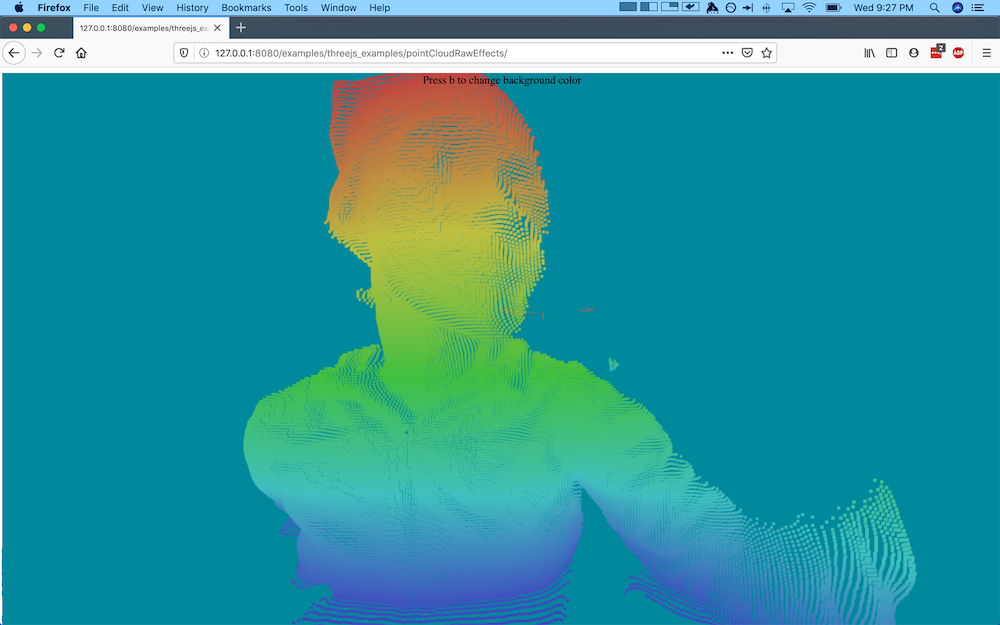 Firefox File Edit View History Bookmarks Tools Window Help Wed 9:27 PM
127.0.0.1:8080/examples/threejs_ex
127.0.0.1:8080/examples/threejs_examples/pointCloudRawEffects/
2
ABP
Press b to change background color